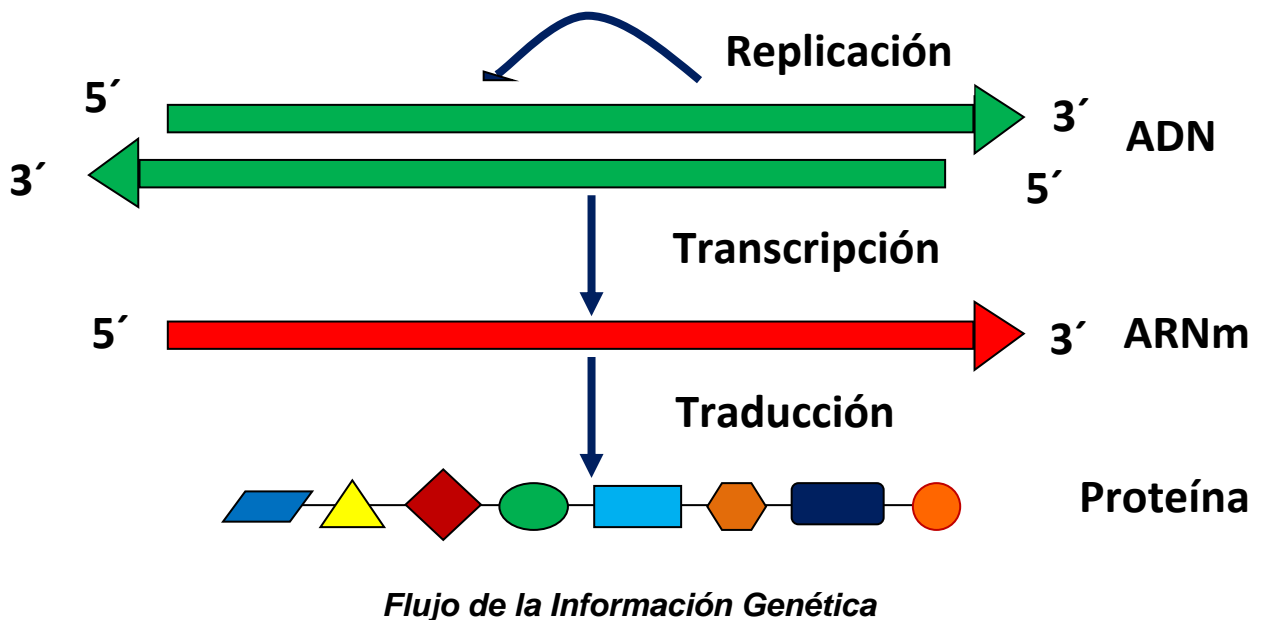 Replicación
5´
3´
ADN
3´
5´
Transcripción
5´
3´
ARNm
Traducción
Proteína
Flujo de la Información Genética